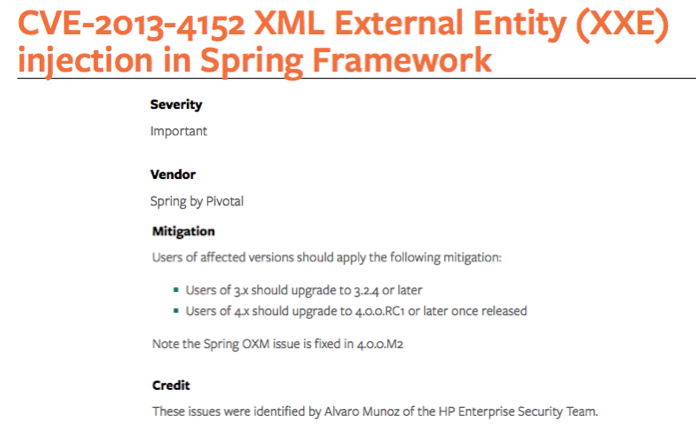 CVE-2013-4152 XML External Entity (XXE)
injection in Spring Framework
Severity
Important
Vendor
Spring by Pivotal
Mitigation
Users of affected versions should apply the following mitigation:
▪ Users of 3.x should upgrade to 3.2.4 or later
▪ Users of 4.x should upgrade to 4.0.0.RC1 or later once released
Note the Spring OXM issue is fixed in 4.0.0.M2
Credit
These issues were identified by Alvaro Munoz of the HP Enterprise Security Team.